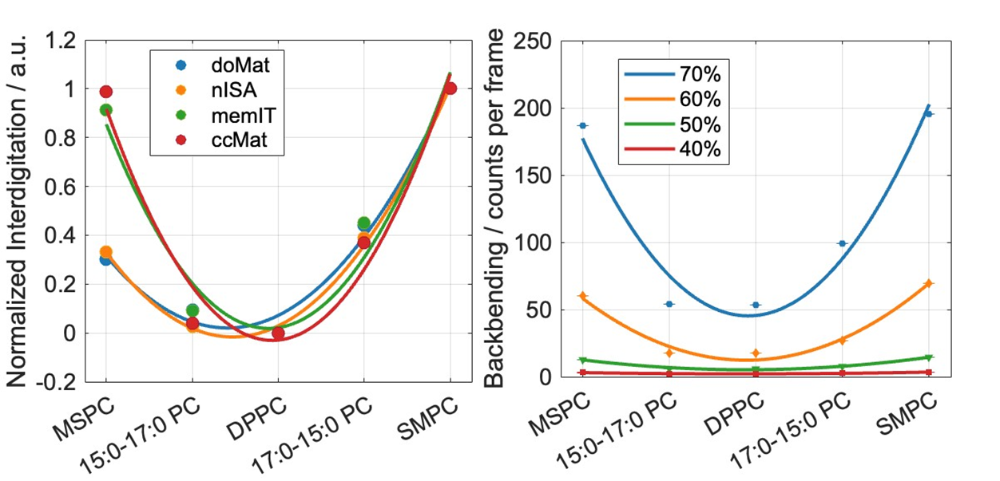 Normalized Interdigitation / a.u.
1.2
1
0.8
0.6
0.4
0.2
0
-0.2
doMat
nISA
memIT
ccMat
MSPC
15:0-17:0 PC
DPPC
17:0-15:0 PC
SMPC
Backbending / counts per frame
250
200
150
100
50
0
70%
60%
50%
40%
MSPC
15:0-17:0 PC
DPPC
17:0-15:0 PC
SMPC